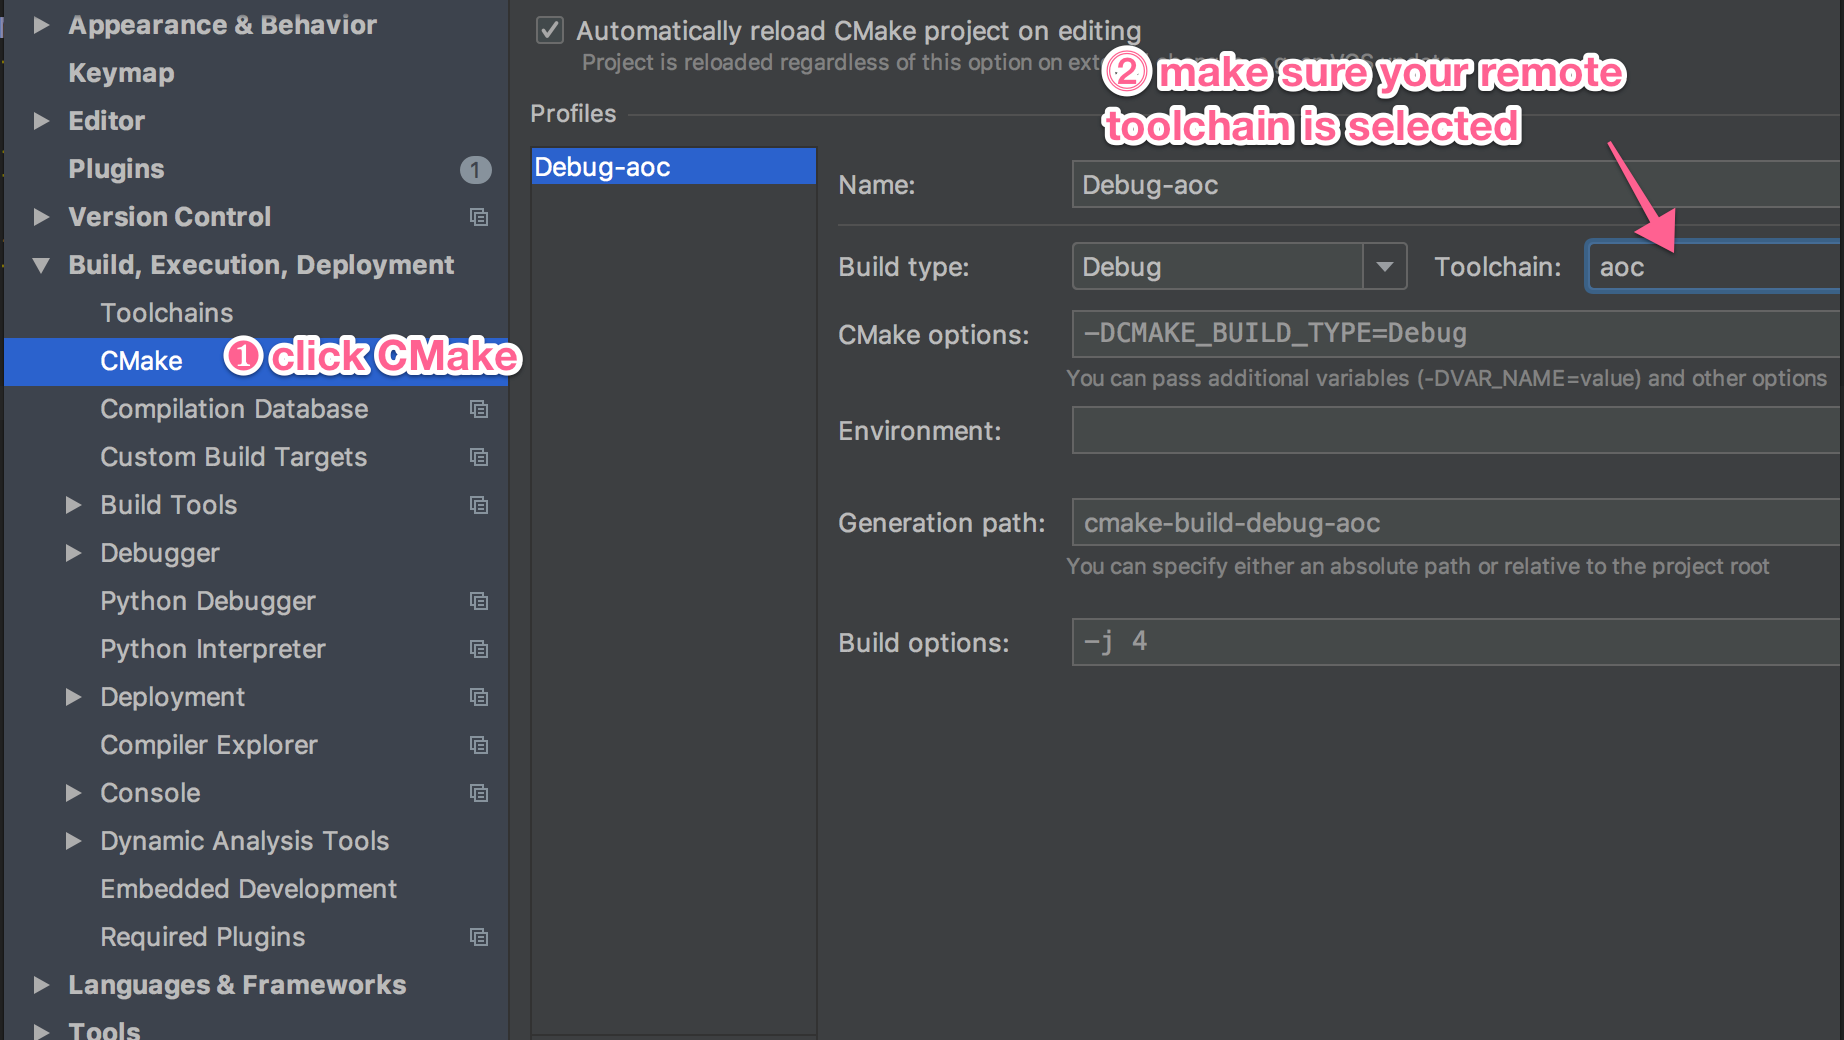 Appearance & Behavior
Keymap
Editor
Plugins 1
Version Control
Build, Execution, Deployment
Toolchains
CMake
① click CMake
Compilation Database
Custom Build Targets
Build Tools
Debugger
Python Debugger
Python Interpreter
Deployment
Compiler Explorer
Console
Dynamic Analysis Tools
Embedded Development
Required Plugins
Languages & Frameworks
Tools
Automatically reload CMake project on editing
Project is reloaded regardless of this option on
② make sure your remote
toolchain is selected
Profiles
Debug-aoc
Name: Debug-aoc
Build type: Debug Toolchain: aoc
CMake options: -DCMAKE_BUILD_TYPE=Debug
You can pass additional variables (-DVAR_NAME=value) and other options
Environment:
Generation path: cmake-build-debug-aoc
You can specify either an absolute path or relative to the project root
Build options: -j 4